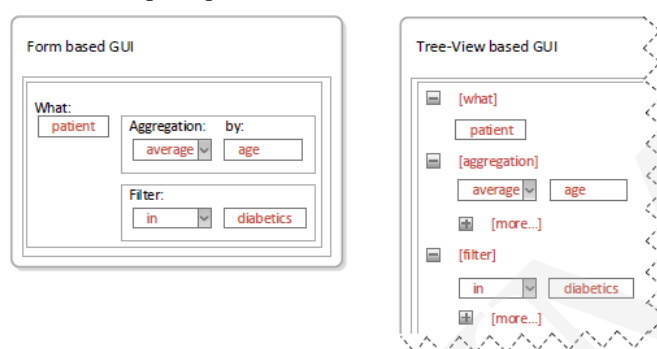 Form based GUI
What:
patient
Aggregation: by:
average age
Filter:
in diabetics
Tree-View based GUI
[what]
patient
[aggregation]
average age
[more...]
[filter]
in diabetics
[more...]